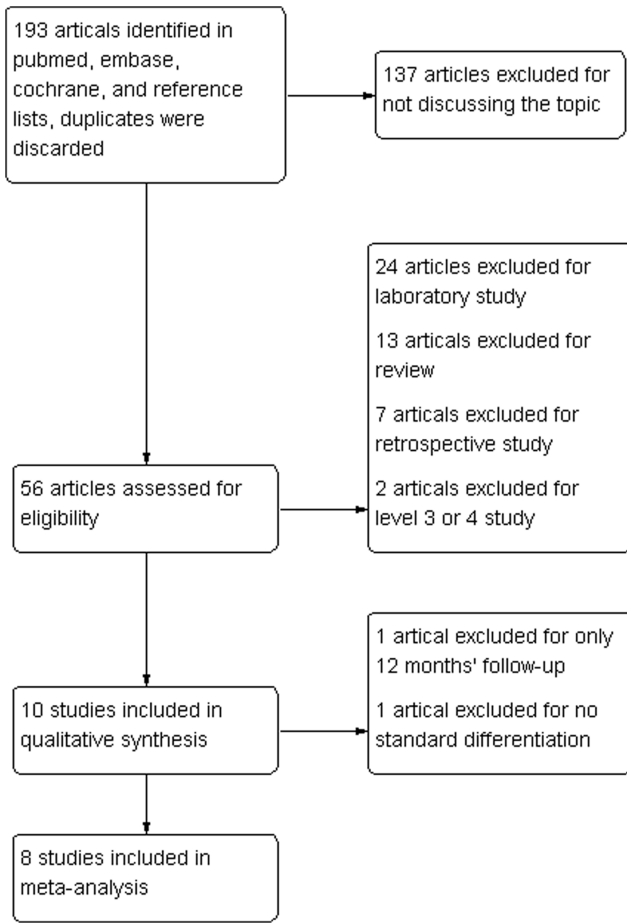 193 articals identified in
pubmed, embase,
cochrane, and reference
lists, duplicates were
discarded
137 articles excluded for
not discussing the topic
24 articles excluded for
laboratory study
13 articals excluded for
review
7 articals excluded for
retrospective study
2 articals excluded for
level 3 or 4 study
56 articles assessed for
eligibility
1 artical excluded for only
12 months' follow-up
1 artical excluded for no
standard differentiation
10 studies included in
qualitative synthesis
8 studies included in
meta-analysis